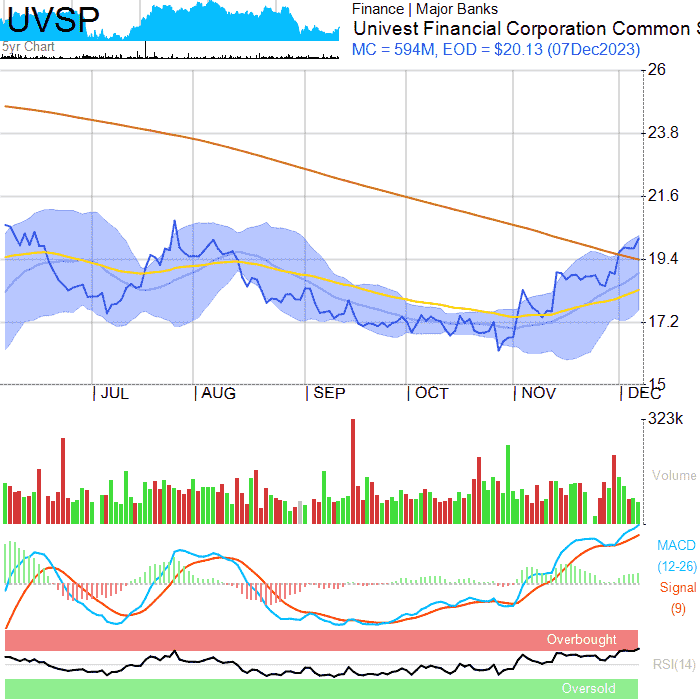 UVSP
5yr Chart
Finance | Major Banks
Univest Financial Corporation Common S
MC = 594M, EOD = $20.13 (07Dec2023)
26
23.8
21.6
19.4
17.2
15
| JUL | AUG | SEP | OCT | NOV | DEC
323k
Volume
MACD
(12-26)
Signal
(9)
Overbought
RSI(14)
Oversold